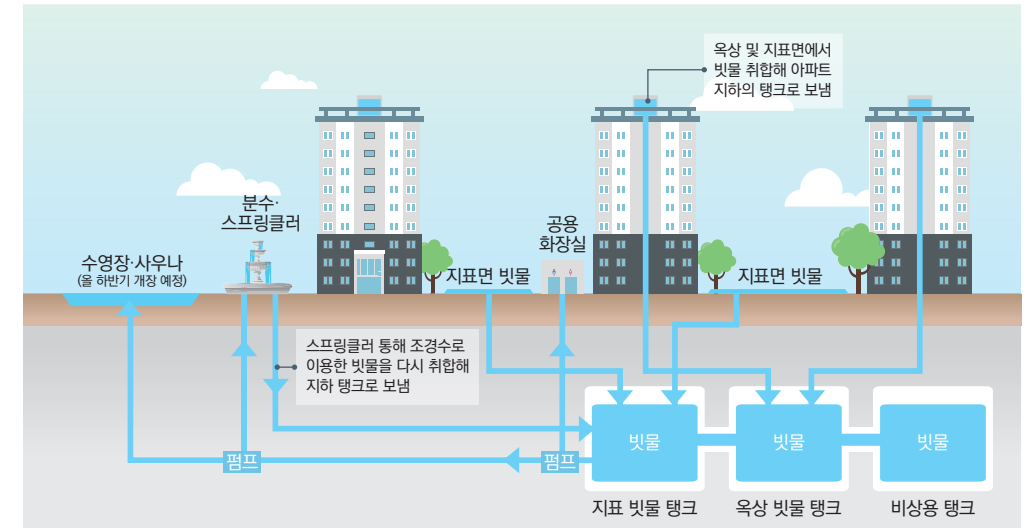 옥상 및 지표면에서
빗물 취합해 아파트
지하의 탱크로 보냄
분수·
스프링클러
공용
화장실
수영장·사우나
(올 하반기 개장 예정)
지표면 빗물
지표면 빗물
스프링클러 통해 조경수로
이용한 빗물을 다시 취합해
지하 탱크로 보냄
빗물
빗물
빗물
펌프
펌프
지표 빗물 탱크
옥상 빗물 탱크
비상용 탱크